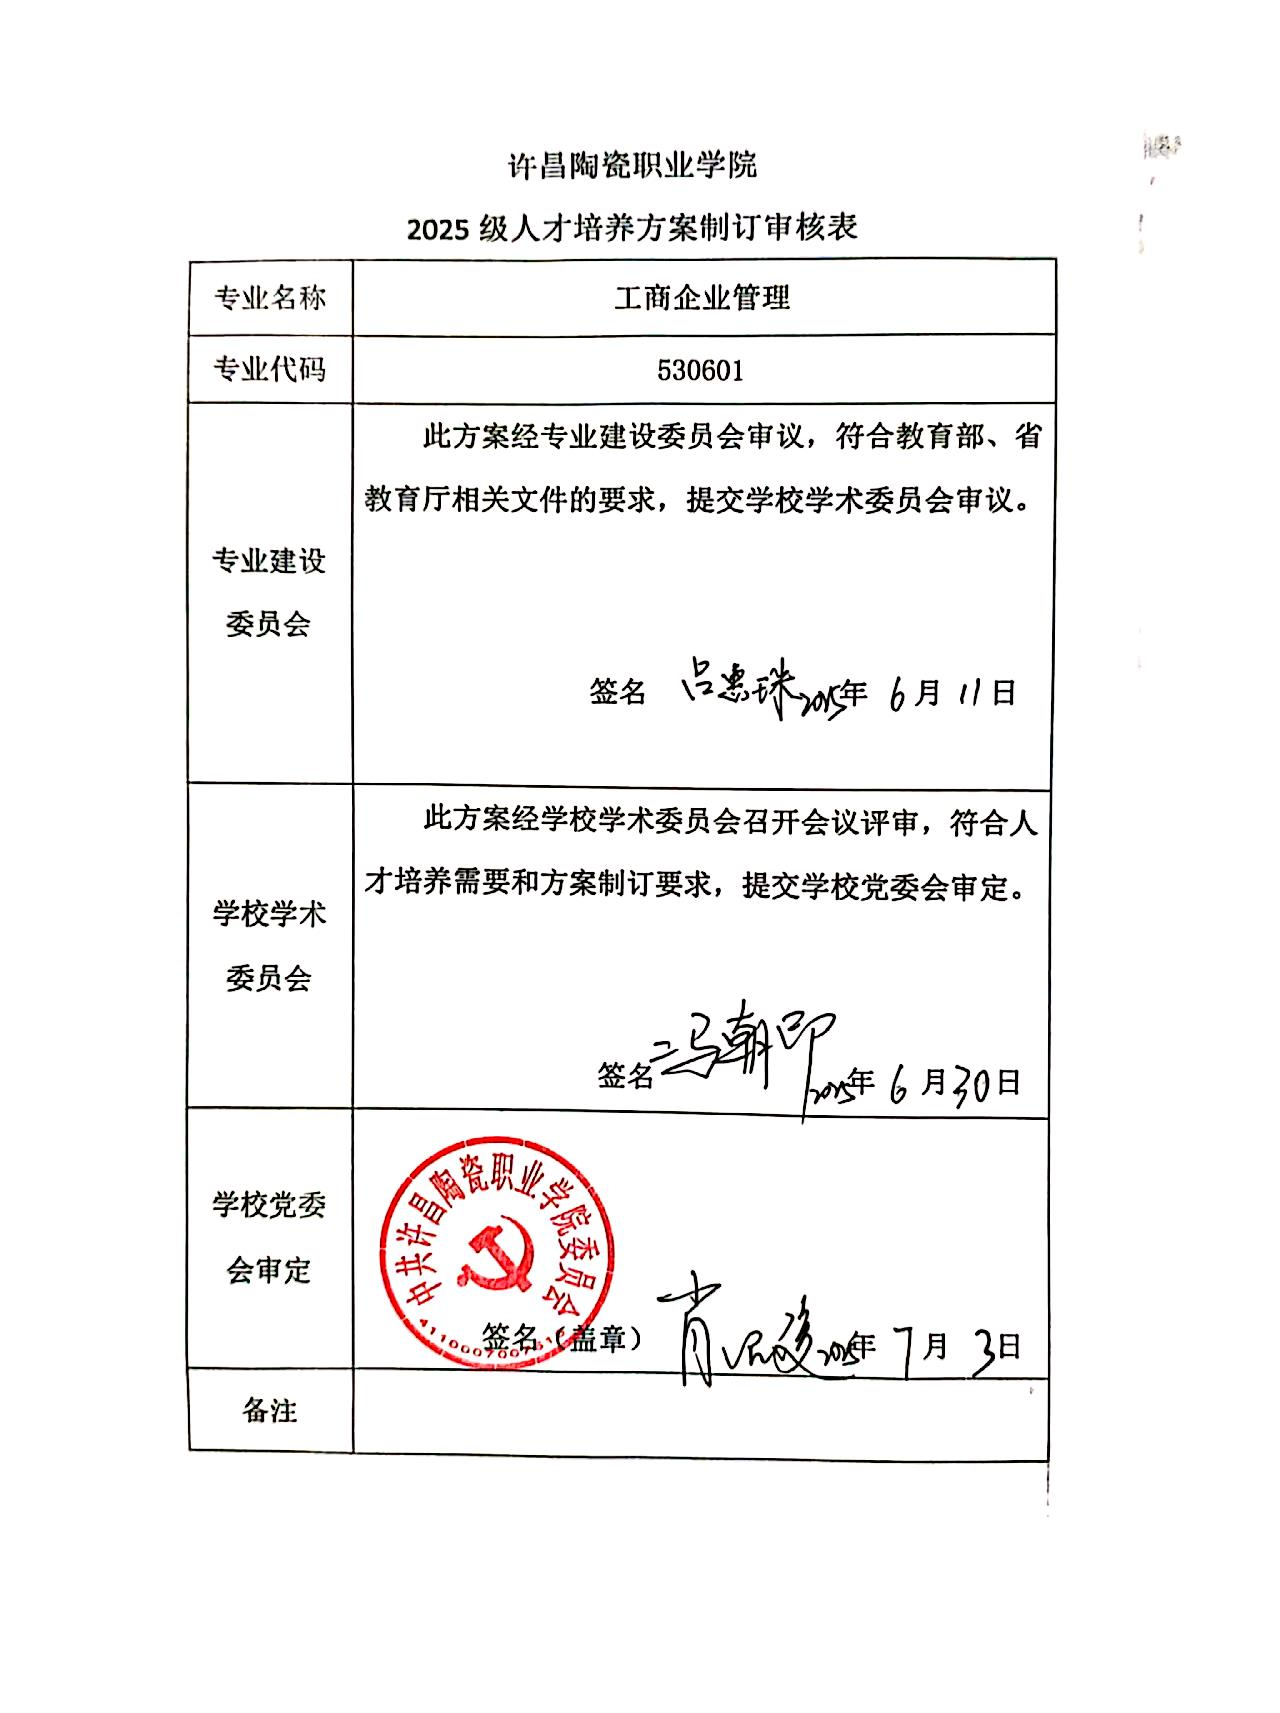 许昌陶瓷职业学院
2025 级人才培养方案制订审核表
专业名称
工商企业管理
专业代码
530601
专业建设
委员会
此方案经专业建设委员会审议，符合教育部、省
教育厅相关文件的要求，提交学校学术委员会审议。
签名 吕惠珠 2025年 6月 11日
学校学术
委员会
此方案经学校学术委员会召开会议评审，符合人
才培养需要和方案制订要求，提交学校党委会审定。
签名 冯朝印 2025年 6月 30日
学校党委
会审定
中共许昌陶瓷职业学院委员会
签名（盖章） 肖 2025年 7月 3日
备注